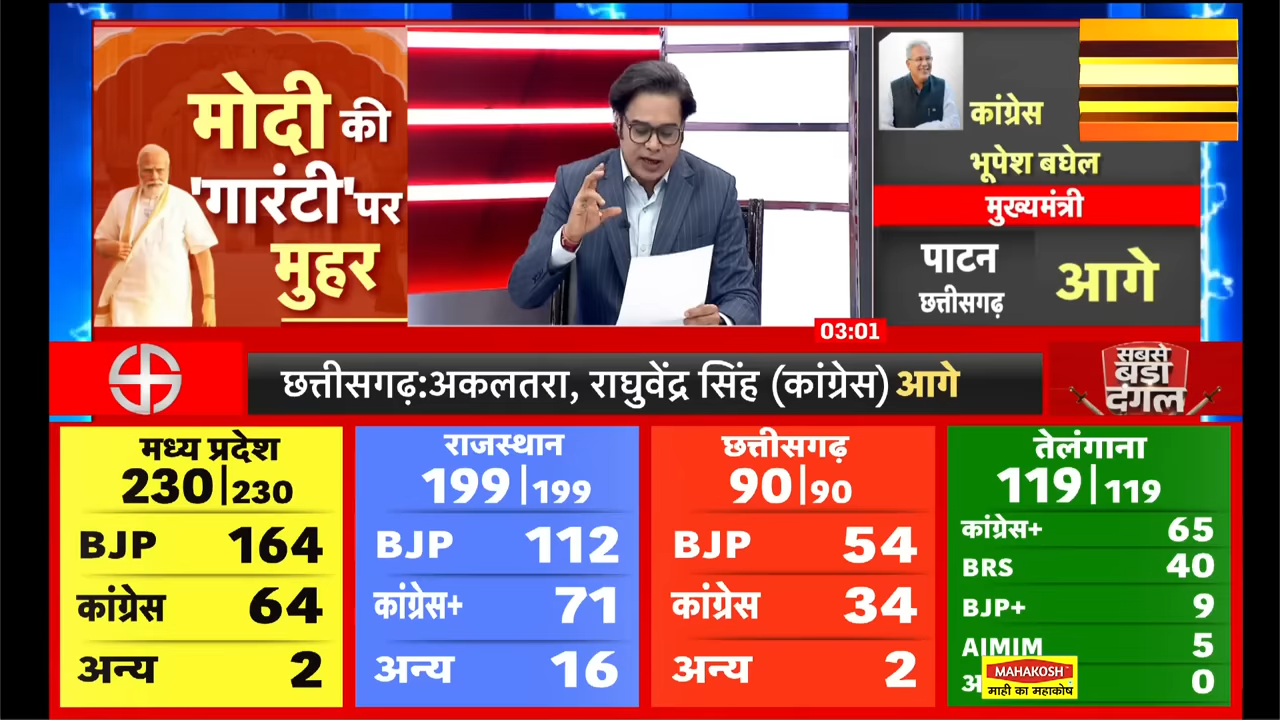 मोदी की
'गारंटी'पर
मुहर
कांग्रेस
भूपेश बघेल
मुख्यमंत्री
पाटन
छत्तीसगढ़
आगे
03:01
छत्तीसगढ़:अकलतरा, राघुवेंद्र सिंह (कांग्रेस) आगे
सबसे
बड़ा
दंगल
मध्य प्रदेश
230|230
BJP 164
कांग्रेस 64
अन्य 2
राजस्थान
199|199
BJP 112
कांग्रेस+ 71
अन्य 16
छत्तीसगढ़
90|90
BJP 54
कांग्रेस 34
अन्य 2
तेलंगाना
119|119
कांग्रेस+ 65
BRS 40
BJP+ 9
AIMIM 5
0
MAHAKOSH
माही का महाकोष